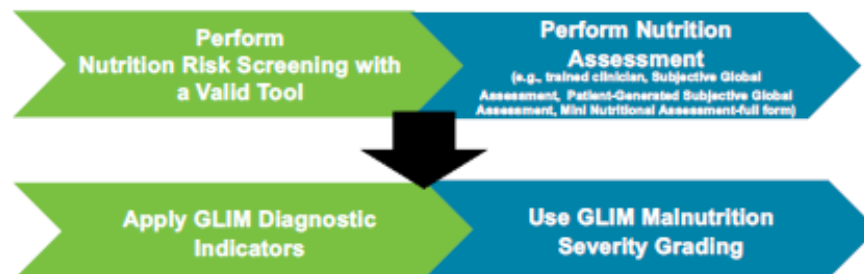 Perform
Nutrition Risk Screening with
a Valid Tool
Perform Nutrition
Assessment
(e.g., trained clinician, Subjective Global
Assessment, Patient-Generated Subjective Global
Assessment, Mini Nutritional Assessment-full form)
Apply GLIM Diagnostic
Indicators
Use GLIM Malnutrition
Severity Grading